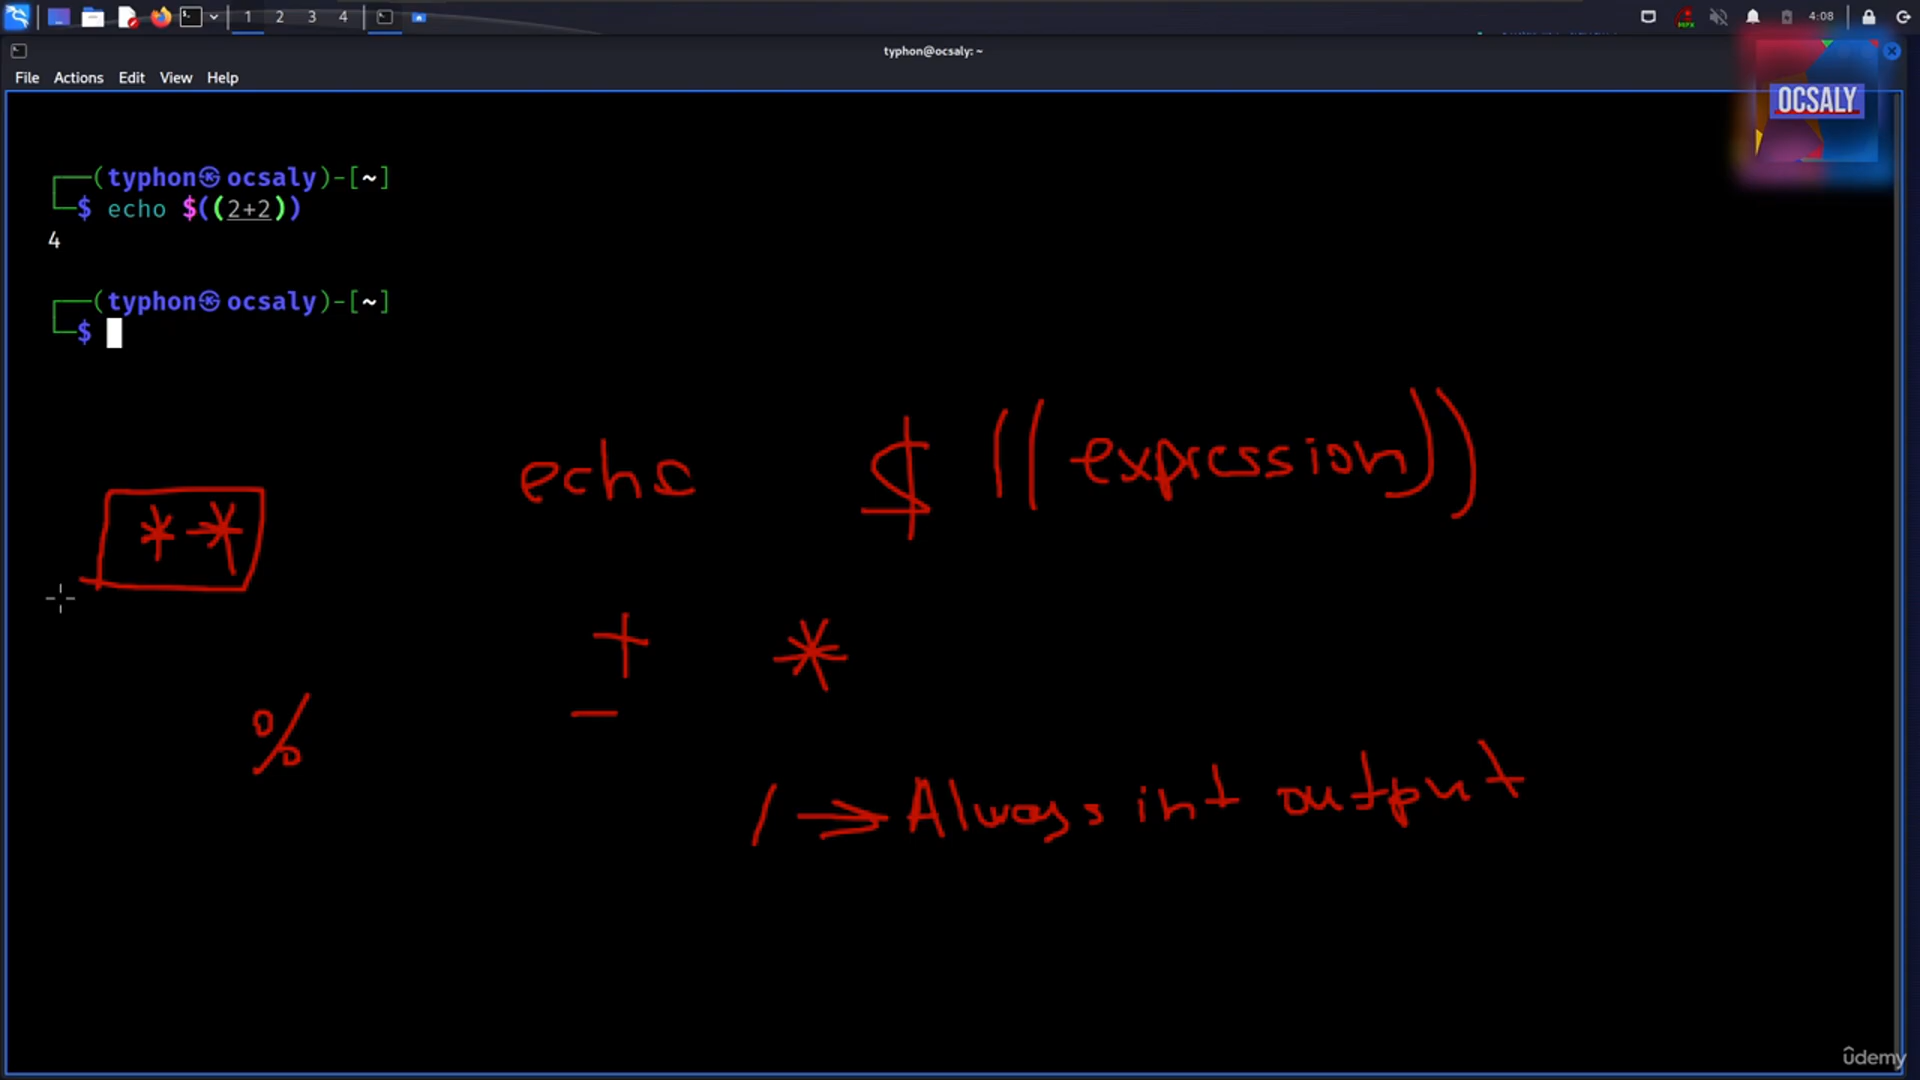 1 2 3 4
4:08
typhon@ocsaly: ~
File Actions Edit View Help
OCSALY
(typhon㉿ocsaly)-[~]
$ echo $((2+2))
4
(typhon㉿ocsaly)-[~]
$
echo $ ((expression))
**
+ *
-
%
/ ⇒ Always int output
ûdemy